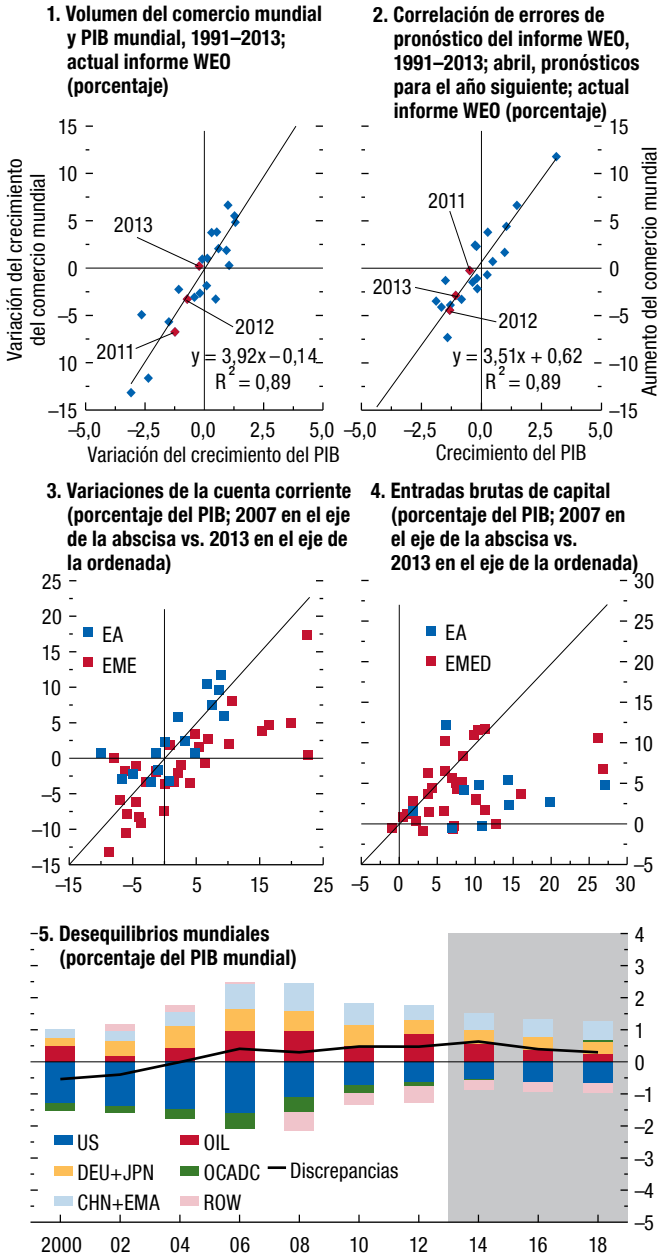 1. Volumen del comercio mundial
y PIB mundial, 1991–2013;
actual informe WEO
(porcentaje)
15
10
5
0
−5
10
−15
Variación del crecimiento
del comercio mundial
2013
2012
2011
y = 3,92x – 0,14
R2 = 0,89
−5,0 −2,5 0,0 2,5 5,0
Variación del crecimiento del PIB
2. Correlación de errores de
pronóstico del informe WEO,
1991–2013; abril, pronósticos
para el año siguiente; actual
informe WEO (porcentaje)
15
10
5
0
−5
−10
−15
Aumento del comercio mundial
2011
2013
2012
y = 3,51x + 0,62
R2 = 0,89
−5,0 −2,5 0,0 2,5 5,0
Crecimiento del PIB
3. Variaciones de la cuenta corriente
(porcentaje del PIB; 2007 en el eje
de la abscisa vs. 2013 en el eje de
la ordenada)
25
20
15
10
5
0
−5
−10
−15
EA
EME
−15 −5 5 15 25
4. Entradas brutas de capital
(porcentaje del PIB; 2007 en
el eje de la abscisa vs.
2013 en el eje de la ordenada)
30
25
20
15
10
5
0
−5
EA
EMED
−5 0 5 10 15 20 25 30
5. Desequilibrios mundiales
(porcentaje del PIB mundial)
4
3
2
1
0
−1
−2
−3
−4
−5
US OIL
DEU+JPN OCADC Discrepancias
CHN+EMA ROW
2000 02 04 06 08 10 12 14 16 18